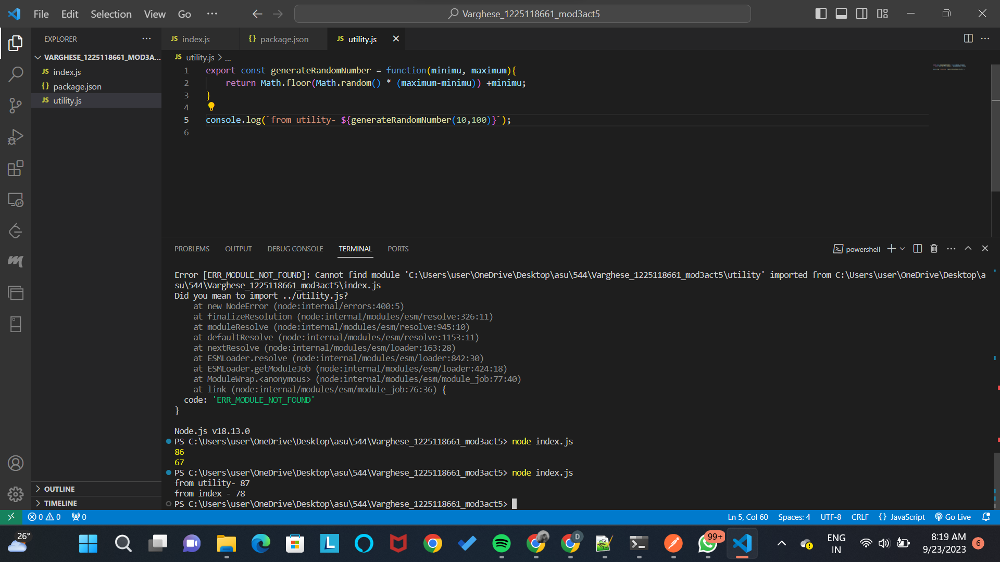 File Edit Selection View Go ···
Varghese_1225118661_mod3act5
EXPLORER ···
VARGHESE_1225118661_MOD3A...
JS index.js
{} package.json
JS utility.js
OUTLINE
TIMELINE
JS index.js
{} package.json
JS utility.js
JS utility.js > ...
1 export const generateRandomNumber = function(minimu, maximum){
2 return Math.floor(Math.random() * (maximum-minimu)) +minimu;
3 }
4
5 console.log(`from utility- ${generateRandomNumber(10,100)}`);
6
PROBLEMS OUTPUT DEBUG CONSOLE TERMINAL PORTS
powershell
Error [ERR_MODULE_NOT_FOUND]: Cannot find module 'C:\Users\user\OneDrive\Desktop\asu\544\Varghese_1225118661_mod3act5\utility' imported from C:\Users\user\OneDrive\Desktop\a
su\544\Varghese_1225118661_mod3act5\index.js
Did you mean to import ../utility.js?
at new NodeError (node:internal/errors:400:5)
at finalizeResolution (node:internal/modules/esm/resolve:326:11)
at moduleResolve (node:internal/modules/esm/resolve:945:10)
at defaultResolve (node:internal/modules/esm/resolve:1153:11)
at nextResolve (node:internal/modules/esm/loader:163:28)
at ESMLoader.resolve (node:internal/modules/esm/loader:842:30)
at ESMLoader.getModuleJob (node:internal/modules/esm/loader:424:18)
at ModuleWrap.<anonymous> (node:internal/modules/esm/module_job:77:40)
at link (node:internal/modules/esm/module_job:76:36) {
code: 'ERR_MODULE_NOT_FOUND'
}
Node.js v18.13.0
PS C:\Users\user\OneDrive\Desktop\asu\544\Varghese_1225118661_mod3act5> node index.js
86
67
PS C:\Users\user\OneDrive\Desktop\asu\544\Varghese_1225118661_mod3act5> node index.js
from utility- 87
from index - 78
PS C:\Users\user\OneDrive\Desktop\asu\544\Varghese_1225118661_mod3act5>
0 0 0
Ln 5, Col 60 Spaces: 4 UTF-8 CRLF {} JavaScript Go Live
26°
L
D
99+
ENG
IN
8:19 AM
9/23/2023
6